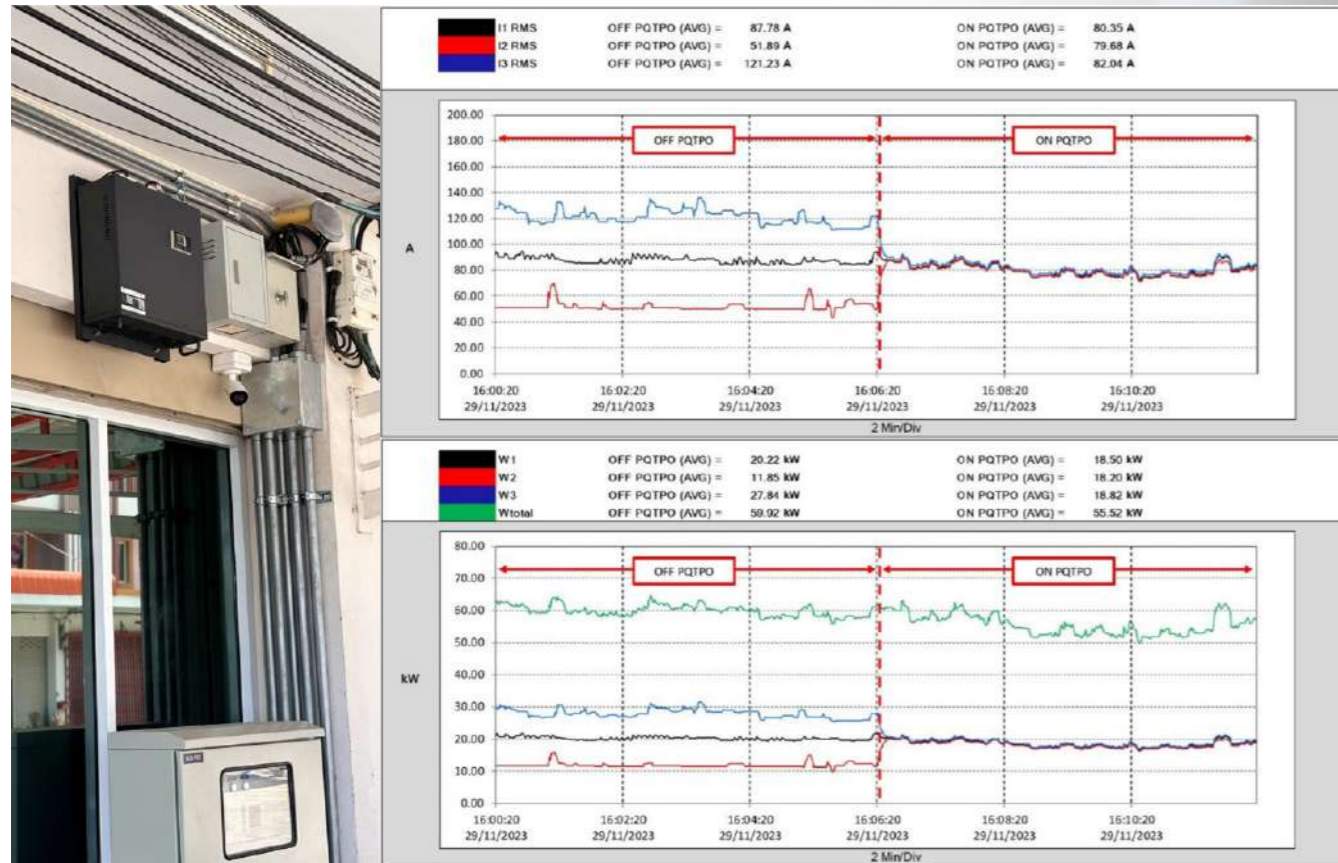 I1 RMS OFF PQTPO (AVG) = 87.78 A ON PQTPO (AVG) = 80.35 A
I2 RMS OFF PQTPO (AVG) = 51.89 A ON PQTPO (AVG) = 79.68 A
I3 RMS OFF PQTPO (AVG) = 121.23 A ON PQTPO (AVG) = 82.04 A
200.00
180.00
OFF PQTPO ON PQTPO
160.00
140.00
120.00
A
100.00
80.00
60.00
40.00
20.00
0.00
16:00:20 16:02:20 16:04:20 16:06:20 16:08:20 16:10:20
29/11/2023 29/11/2023 29/11/2023 29/11/2023 29/11/2023 29/11/2023
2 Min/Div
W1 OFF PQTPO (AVG) = 20.22 kW ON PQTPO (AVG) = 18.50 kW
W2 OFF PQTPO (AVG) = 11.85 kW ON PQTPO (AVG) = 18.20 kW
W3 OFF PQTPO (AVG) = 27.84 kW ON PQTPO (AVG) = 18.82 kW
Wtotal OFF PQTPO (AVG) = 59.92 kW ON PQTPO (AVG) = 55.52 kW
80.00
70.00
OFF PQTPO ON PQTPO
60.00
50.00
kW
40.00
30.00
20.00
10.00
0.00
16:00:20 16:02:20 16:04:20 16:06:20 16:08:20 16:10:20
29/11/2023 29/11/2023 29/11/2023 29/11/2023 29/11/2023 29/11/2023
2 Min/Div